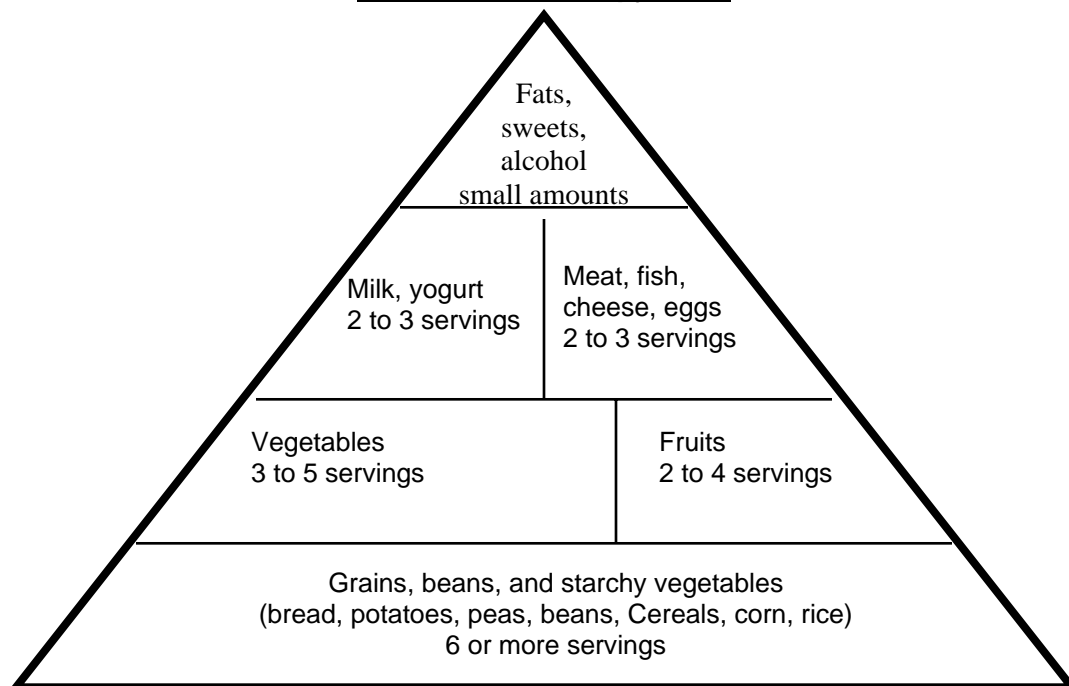 Fats,
sweets,
alcohol
small amounts
Milk, yogurt
2 to 3 servings
Meat, fish,
cheese, eggs
2 to 3 servings
Vegetables
3 to 5 servings
Fruits
2 to 4 servings
Grains, beans, and starchy vegetables
(bread, potatoes, peas, beans, Cereals, corn, rice)
6 or more servings